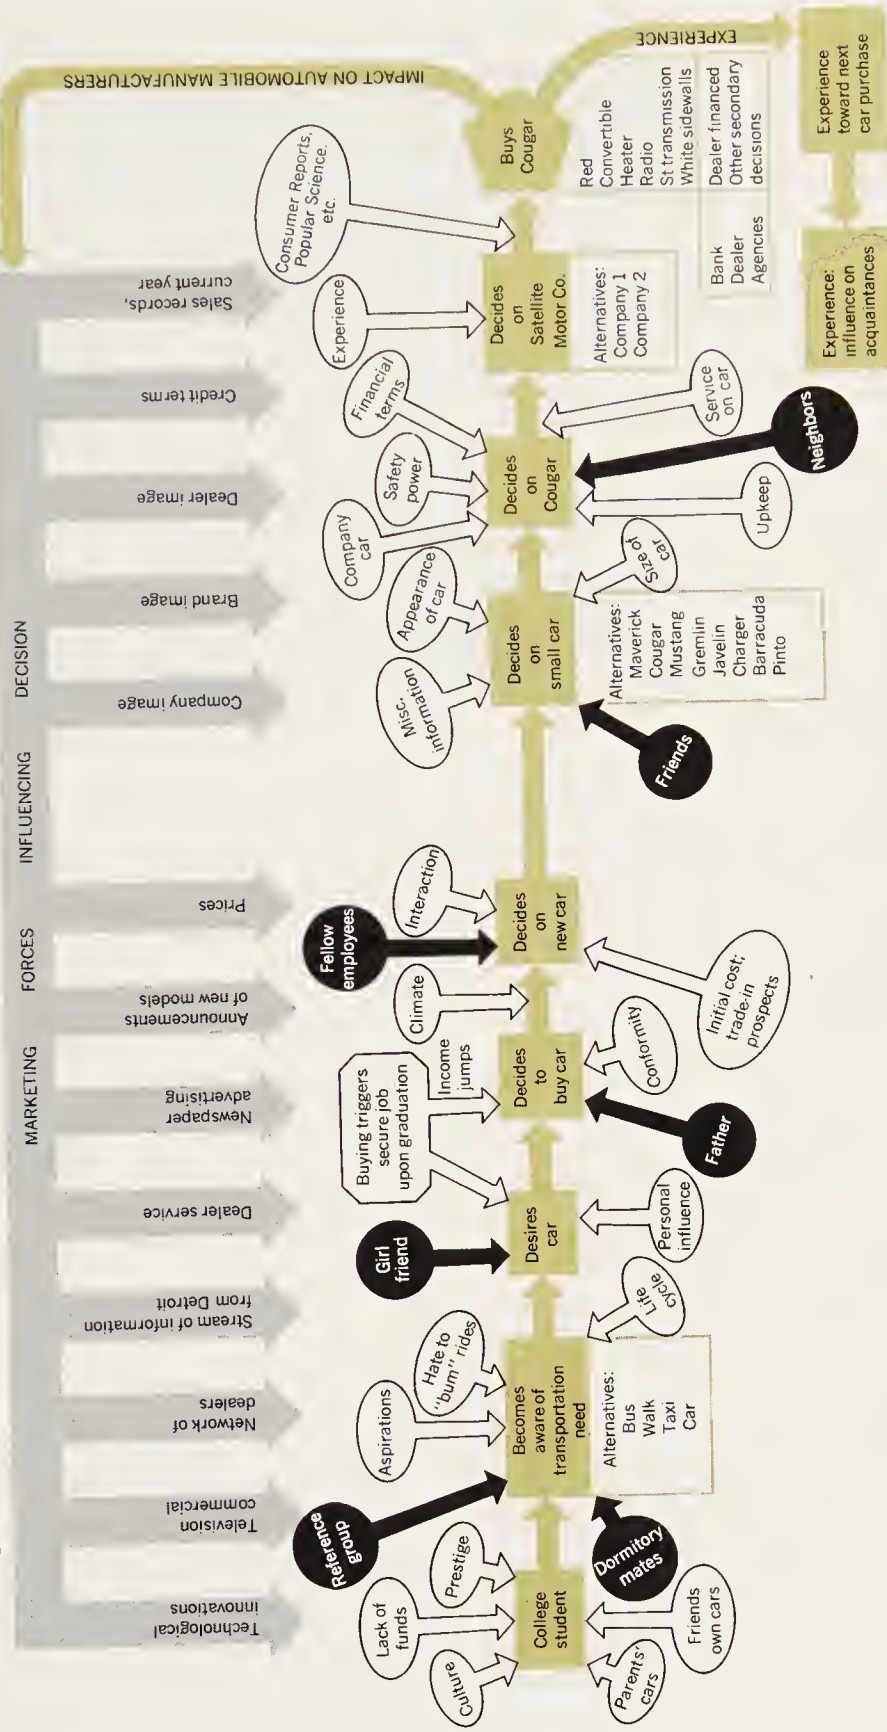 MARKETING FORCES INFLUENCING DECISION
Technological
innovations
Television
commercial
Network of
dealers
Stream of information
from Detroit
Dealer service
Newspaper
advertising
Announcements
of new models
Prices
Company image
Brand image
Dealer image
Credit terms
Sales records,
current year
IMPACT ON AUTOMOBILE MANUFACTURERS
Culture
Lack of
funds
Prestige
College
student
Parents'
cars
Friends
own cars
Reference
group
Aspirations
Hate to
"bum" rides
Becomes
aware of
transportation
need
Dormitory
mates
Life
cycle
Alternatives:
Bus
Walk
Taxi
Car
Girl
friend
Desires
car
Personal
influence
Buying triggers
secure job
upon graduation
Income
jumps
Decides
to
buy car
Father
Conformity
Climate
Fellow
employees
Interaction
Decides
on
new car
Initial cost;
trade-in
prospects
Misc.
information
Appearance
of car
Decides
on
small car
Friends
Size of
car
Alternatives:
Maverick
Cougar
Mustang
Gremlin
Javelin
Charger
Barracuda
Pinto
Company
car
Safety
power
Financial
terms
Decides
on
Cougar
Upkeep
Neighbors
Service
on car
Experience
Consumer Reports,
Popular Science.
etc.
Decides
on
Satellite
Motor Co.
Alternatives:
Company 1
Company 2
Buys
Cougar
Red
Convertible
Heater
Radio
St transmission
White sidewalls
Bank
Dealer
Agencies
Dealer financed
Other secondary
decisions
EXPERIENCE
Experience
toward next
car purchase
Experience:
influence on
acquaintances